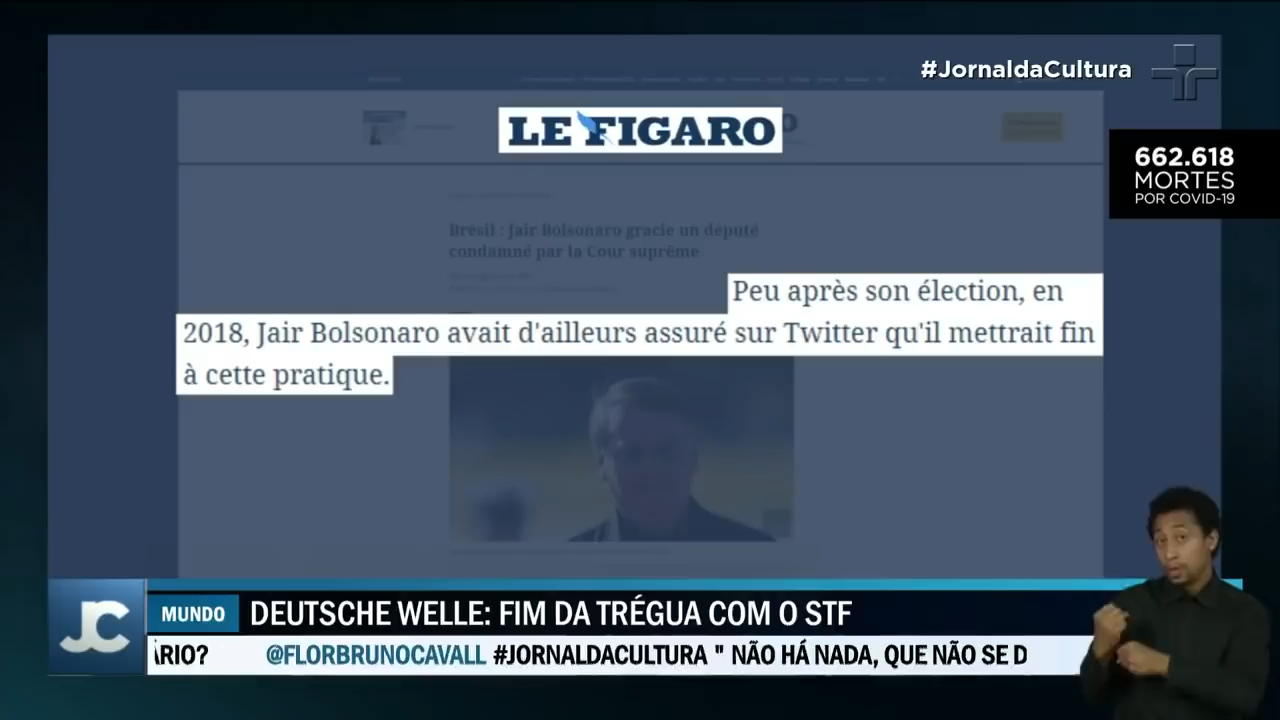 #JornaldaCultura
LE FIGARO
662.618
MORTES
POR COVID-19
Brésil : Jair Bolsonaro gracie un député
condamné par la Cour suprême
Peu après son élection, en
2018, Jair Bolsonaro avait d'ailleurs assuré sur Twitter qu'il mettrait fin
à cette pratique.
JC
MUNDO
DEUTSCHE WELLE: FIM DA TRÉGUA COM O STF
ÁRIO? @FLORBRUNOCAVALL #JORNALDACULTURA " NÃO HÁ NADA, QUE NÃO SE D